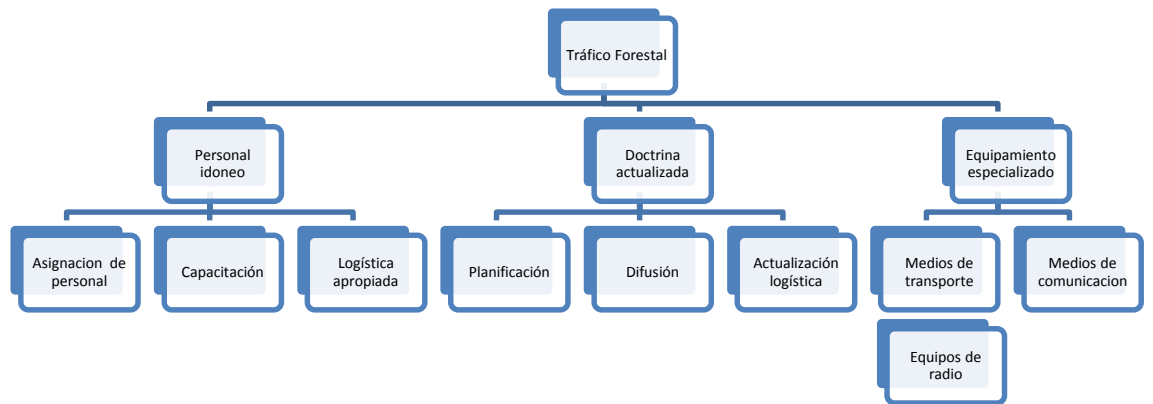 Tráfico Forestal
Personal
idoneo
Doctrina
actualizada
Equipamiento
especializado
Asignacion de
personal
Capacitación
Logística
apropiada
Planificación
Difusión
Actualización
logística
Medios de
transporte
Medios de
comunicacion
Equipos de
radio